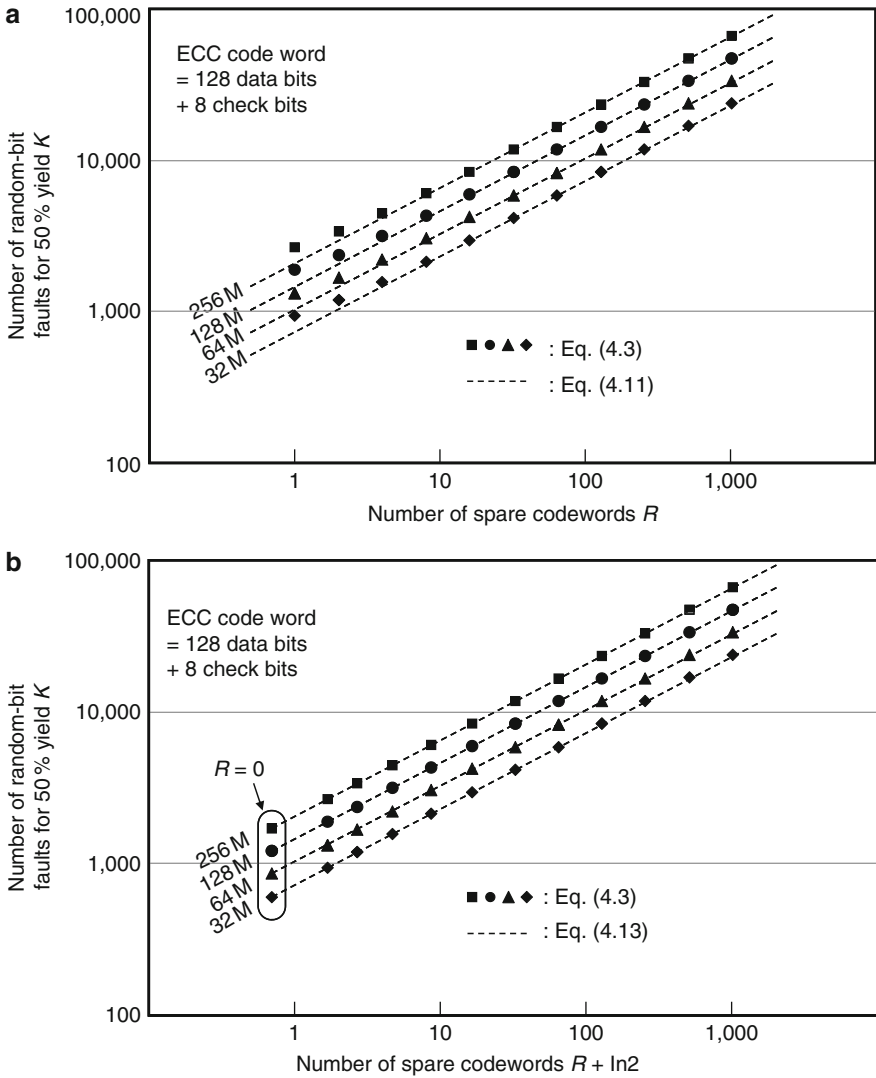 a
100,000
10,000
1,000
100
Number of random-bit
faults for 50 % yield K
ECC code word
= 128 data bits
+ 8 check bits
256 M
128 M
64 M
32 M
: Eq. (4.3)
: Eq. (4.11)
1
10
100
1,000
Number of spare codewords R
b
100,000
10,000
1,000
100
Number of random-bit
faults for 50 % yield K
ECC code word
= 128 data bits
+ 8 check bits
R = 0
256 M
128 M
64 M
32 M
: Eq. (4.3)
: Eq. (4.13)
1
10
100
1,000
Number of spare codewords R + ln2